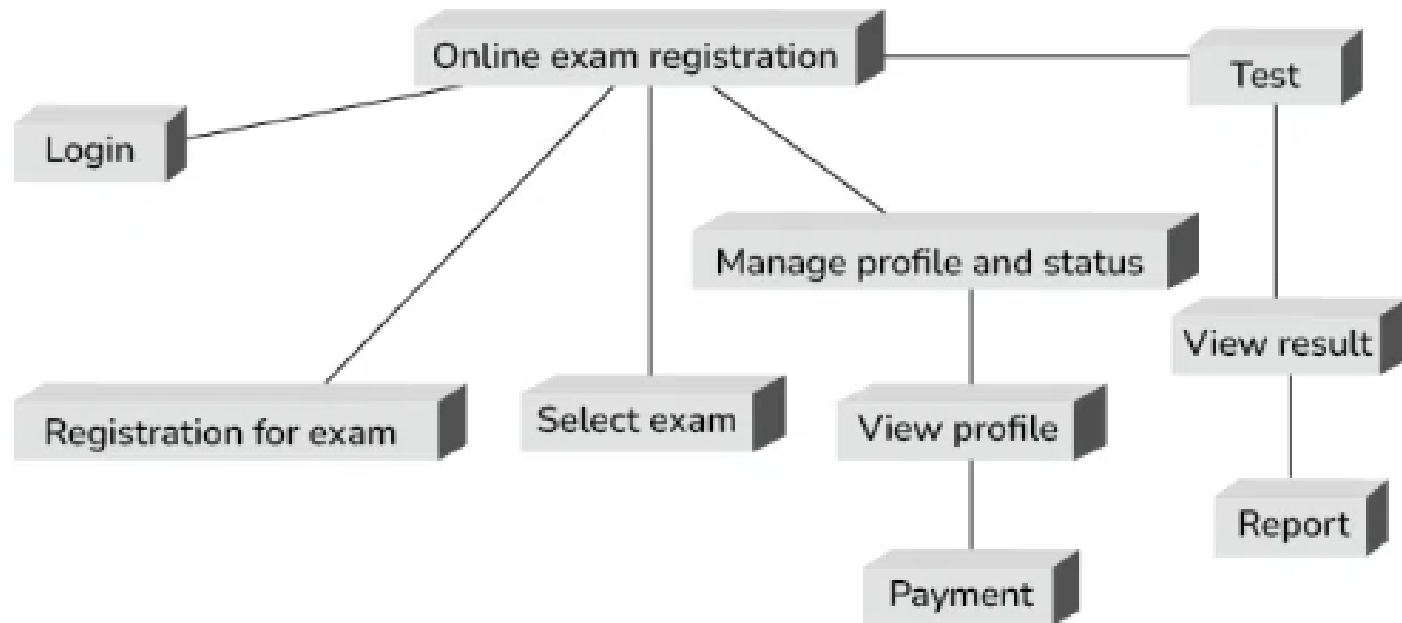 Online exam registration
Test
Login
Manage profile and status
View result
Registration for exam
Select exam
View profile
Report
Payment